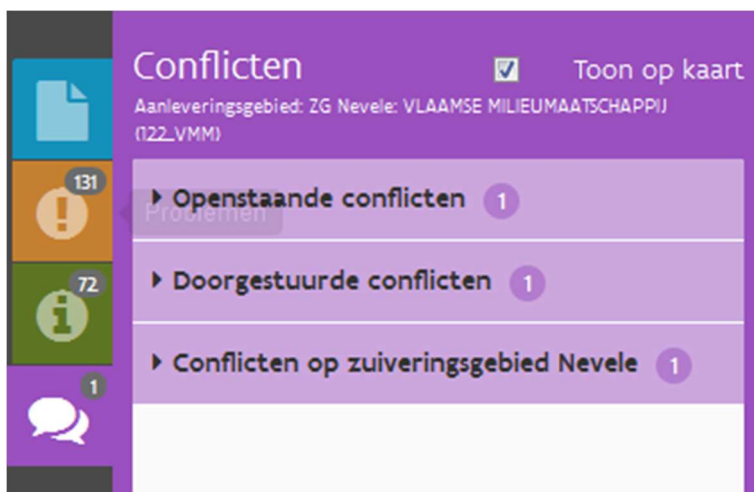 Conflicten
Toon op kaart
Aanleveringsgebied: ZG Nevele: VLAAMSE MILIEUMAATSCHAPPIJ
(122_VMM)
131
Openstaande conflicten 1
Problemen
72
Doorgestuurde conflicten 1
Conflicten op zuiveringsgebied Nevele 1
1